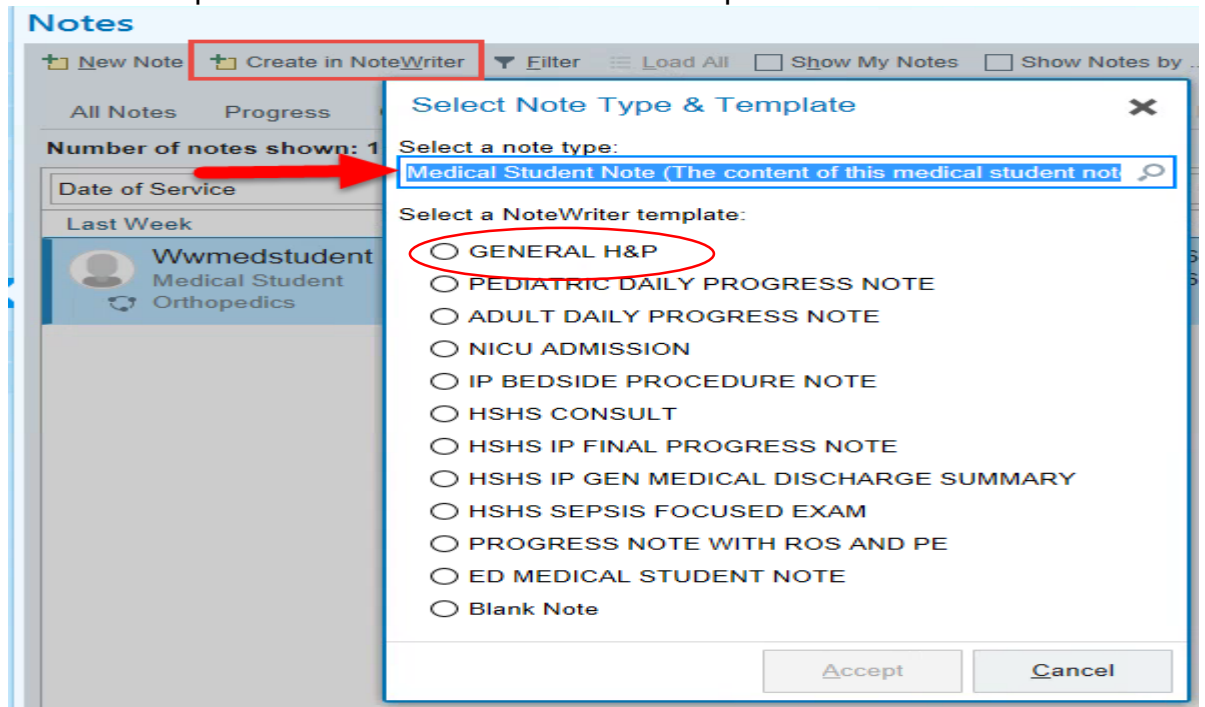 Notes
New Note Create in NoteWriter Filter Load All Show My Notes Show Notes by ...
All Notes Progress
Select Note Type & Template
Number of notes shown: 1
Select a note type:
Medical Student Note (The content of this medical student not
Date of Service
Select a NoteWriter template:
Last Week
Wwmedstudent
Medical Student
Orthopedics
GENERAL H&P
PEDIATRIC DAILY PROGRESS NOTE
ADULT DAILY PROGRESS NOTE
NICU ADMISSION
IP BEDSIDE PROCEDURE NOTE
HSHS CONSULT
HSHS IP FINAL PROGRESS NOTE
HSHS IP GEN MEDICAL DISCHARGE SUMMARY
HSHS SEPSIS FOCUSED EXAM
PROGRESS NOTE WITH ROS AND PE
ED MEDICAL STUDENT NOTE
Blank Note
Accept Cancel